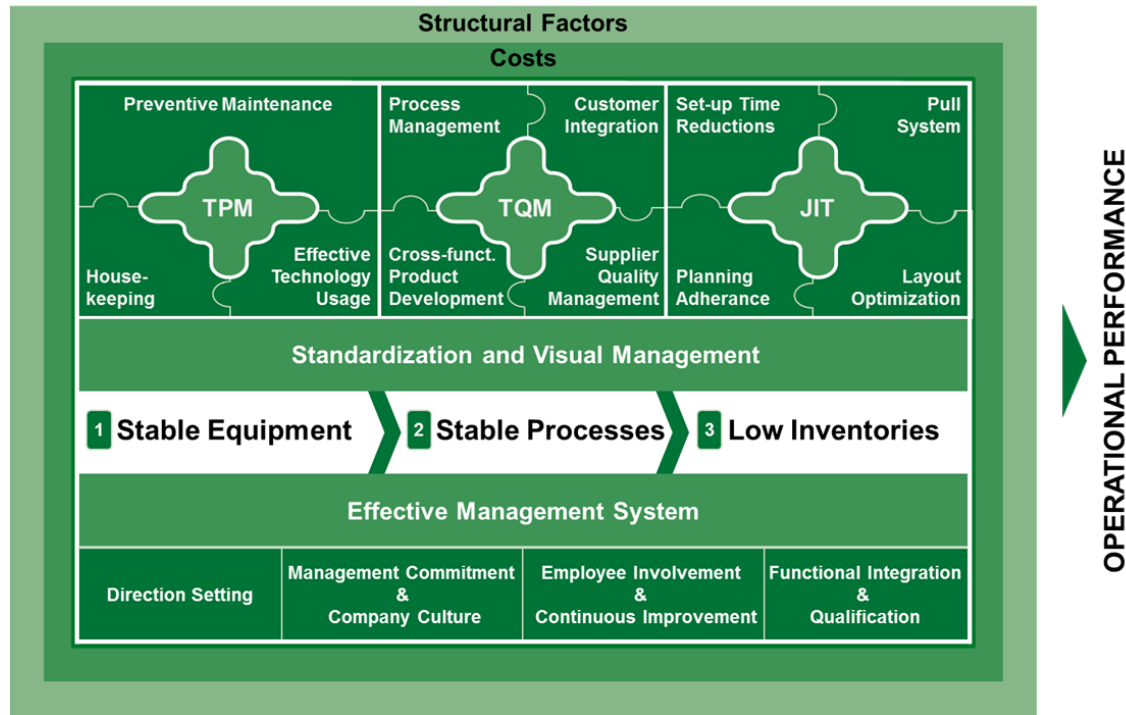 Structural Factors
Costs
Preventive Maintenance
TPM
House-
keeping
Effective
Technology
Usage
Process
Management
Customer
Integration
TQM
Cross-funct.
Product
Development
Supplier
Quality
Management
Set-up Time
Reductions
Pull
System
JIT
Planning
Adherance
Layout
Optimization
Standardization and Visual Management
1 Stable Equipment
2 Stable Processes
3 Low Inventories
Effective Management System
Direction Setting
Management Commitment
&
Company Culture
Employee Involvement
&
Continuous Improvement
Functional Integration
&
Qualification
OPERATIONAL PERFORMANCE